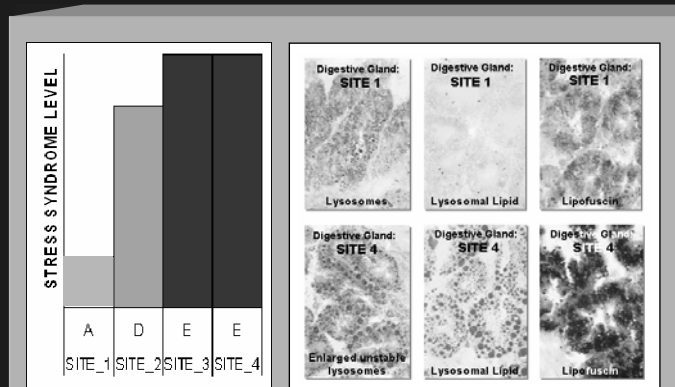 STRESS SYNDROME LEVEL
A D E E
SITE_1 SITE_2 SITE_3 SITE_4
Digestive Gland:
SITE 1
Lysosomes
Digestive Gland:
SITE 1
Lysosomal Lipid
Digestive Gland:
SITE 1
Lipofuscin
Digestive Gland:
SITE 4
Enlarged unstable
lysosomes
Digestive Gland:
SITE 4
Lysosomal Lipid
Digestive Gland:
SITE 4
Lipofuscin